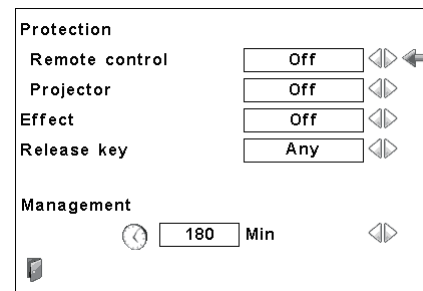 Protection
Remote control Off
Projector Off
Effect Off
Release key Any
Management
180 Min